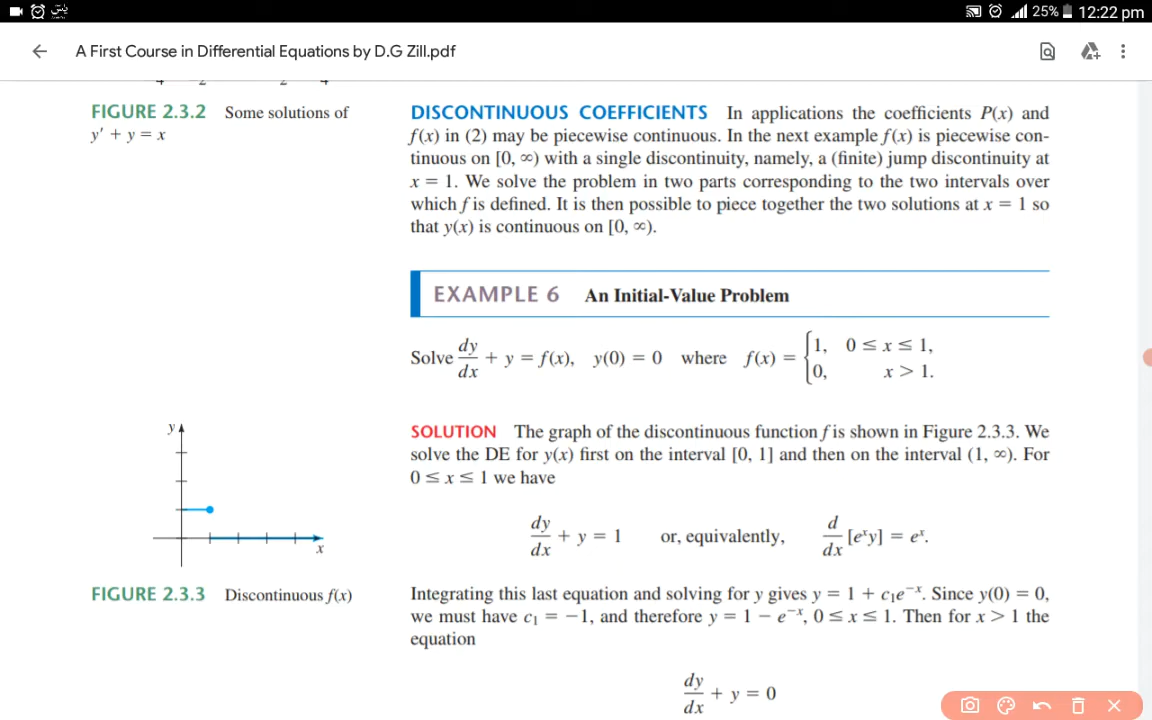 25% 12:22 pm
A First Course in Differential Equations by D.G Zill.pdf
FIGURE 2.3.2 Some solutions of
y′ + y = x
DISCONTINUOUS COEFFICIENTS In applications the coefficients P(x) and
f(x) in (2) may be piecewise continuous. In the next example f(x) is piecewise con-
tinuous on [0, ∞) with a single discontinuity, namely, a (finite) jump discontinuity at
x = 1. We solve the problem in two parts corresponding to the two intervals over
which f is defined. It is then possible to piece together the two solutions at x = 1 so
that y(x) is continuous on [0, ∞).
EXAMPLE 6 An Initial-Value Problem
Solve dy/dx + y = f(x), y(0) = 0 where f(x) = { 1, 0 ≤ x ≤ 1,
0, x > 1.
SOLUTION The graph of the discontinuous function f is shown in Figure 2.3.3. We
solve the DE for y(x) first on the interval [0, 1] and then on the interval (1, ∞). For
0 ≤ x ≤ 1 we have
dy/dx + y = 1 or, equivalently, d/dx [eˣy] = eˣ.
y
x
FIGURE 2.3.3 Discontinuous f(x)
Integrating this last equation and solving for y gives y = 1 + c₁e⁻ˣ. Since y(0) = 0,
we must have c₁ = −1, and therefore y = 1 − e⁻ˣ, 0 ≤ x ≤ 1. Then for x > 1 the
equation
dy/dx + y = 0